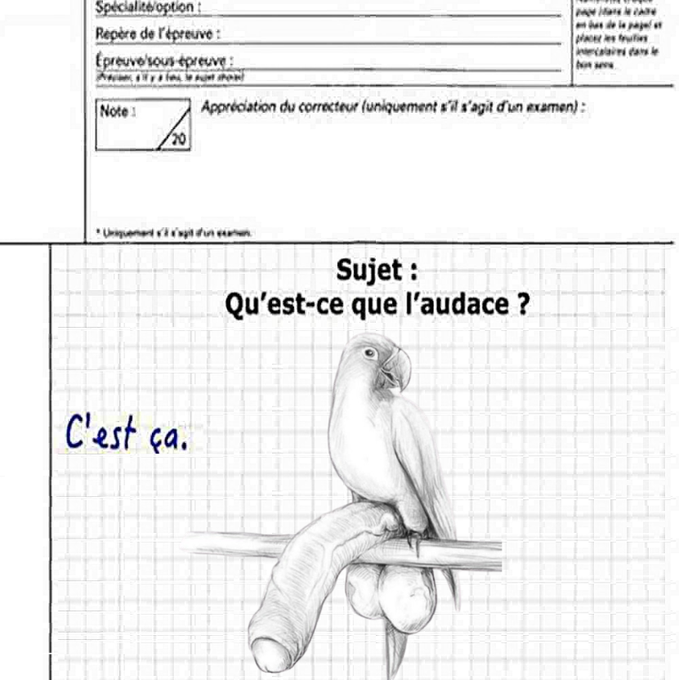 Spécialité/option :
Repère de l'épreuve :
Épreuve/sous-épreuve :
(Préciser, s'il y a lieu, le sujet choisi)
page (dans le cadre
en bas de la page) et
placez les feuilles
intercalaires dans le
bon sens.
Note :
20
Appréciation du correcteur (uniquement s'il s'agit d'un examen) :
* Uniquement s'il s'agit d'un examen.
Sujet :
Qu'est-ce que l'audace ?
C'est ça.